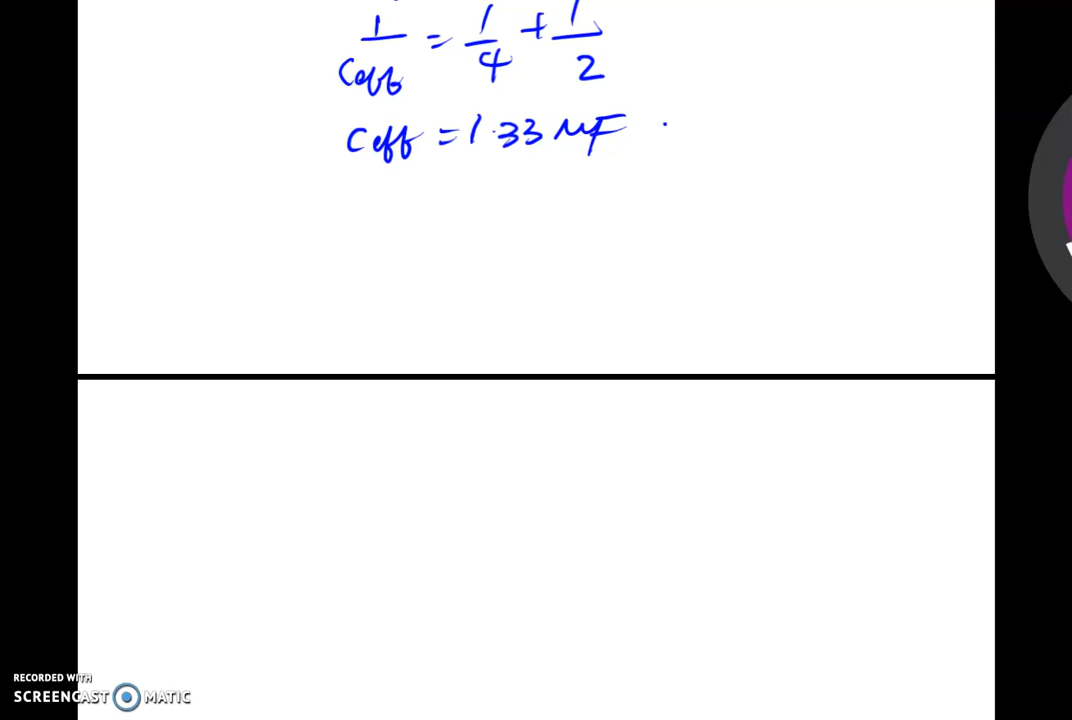 1/Ceff = 1/4 + 1/2
Ceff = 1.33 μF .
RECORDED WITH
SCREENCAST MATIC